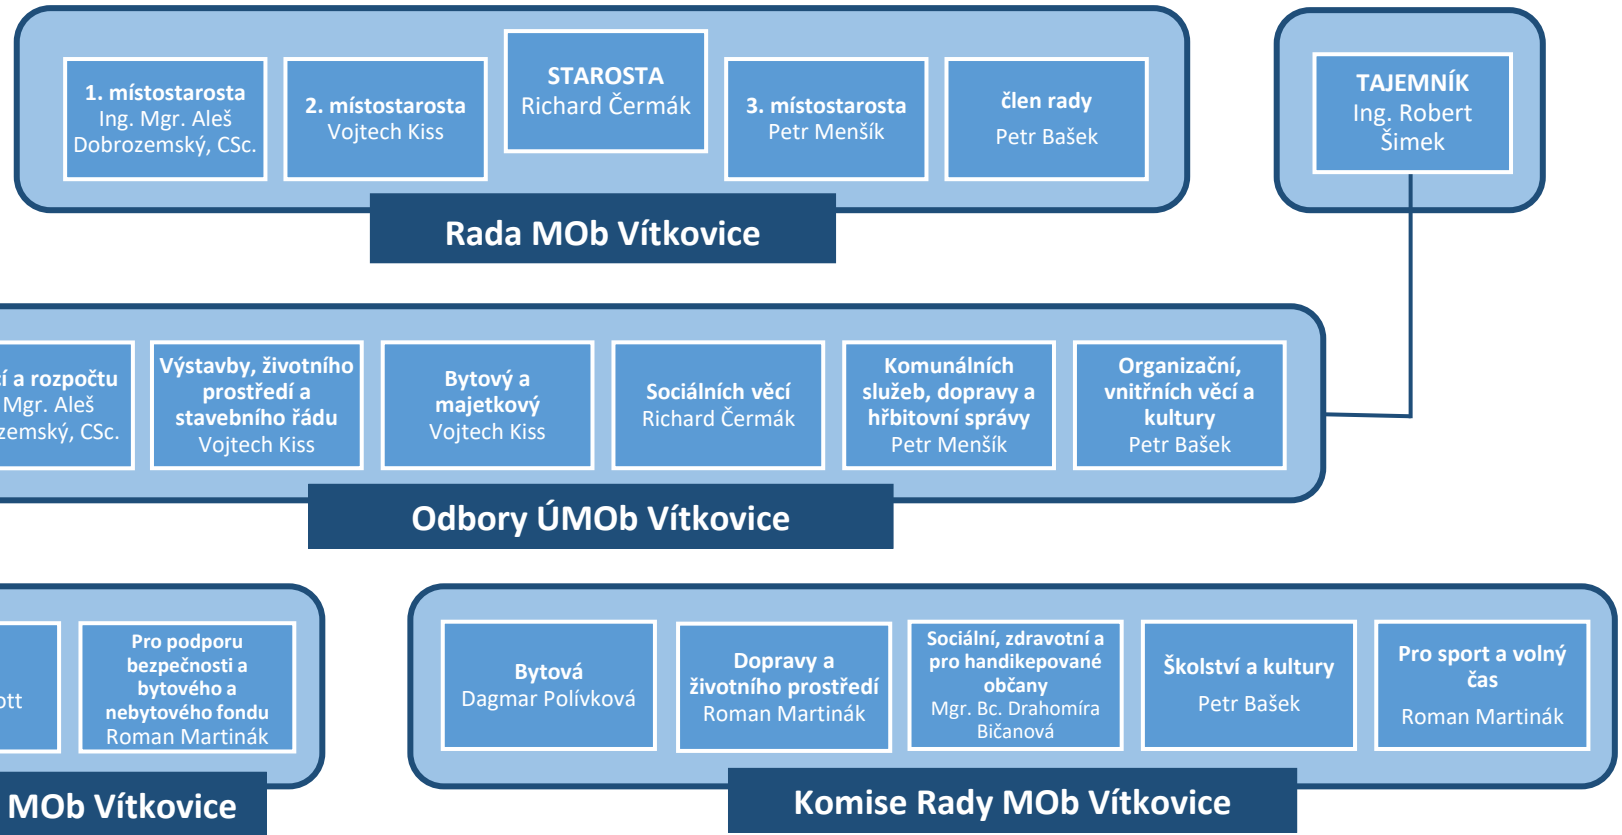 1. místostarosta
Ing. Mgr. Aleš
Dobrozemský, CSc.
2. místostarosta
Vojtech Kiss
STAROSTA
Richard Čermák
3. místostarosta
Petr Menšík
člen rady
Petr Bašek
Rada MOb Vítkovice
TAJEMNÍK
Ing. Robert
Šimek
a rozpočtu
Mgr. Aleš
CSc.
Výstavby, životního
prostředí a
stavebního řádu
Vojtech Kiss
Bytový a
majetkový
Vojtech Kiss
Sociálních věcí
Richard Čermák
Komunálních
služeb, dopravy a
hřbitovní správy
Petr Menšík
Organizační,
vnitřních věcí a
kultury
Petr Bašek
Odbory ÚMOb Vítkovice
Pro podporu
bezpečnosti a
bytového a
nebytového fondu
Roman Martinák
MOb Vítkovice
Bytová
Dagmar Polívková
Dopravy a
životního prostředí
Roman Martinák
Sociální, zdravotní a
pro handikepované
občany
Mgr. Bc. Drahomíra
Bičanová
Školství a kultury
Petr Bašek
Pro sport a volný
čas
Roman Martinák
Komise Rady MOb Vítkovice